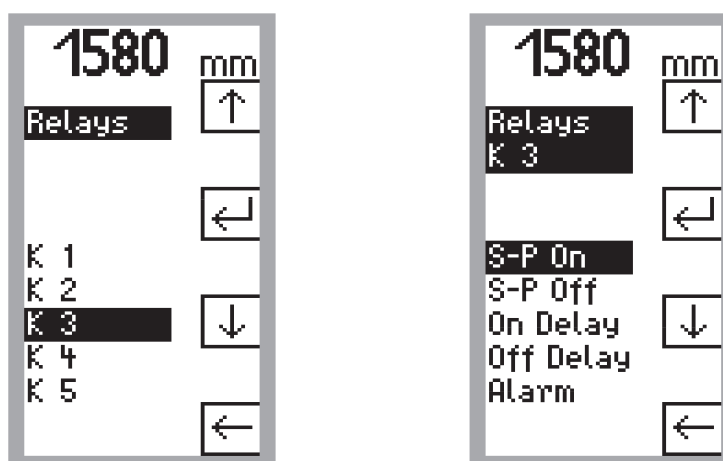 1580 mm
Relays
K 1
K 2
K 3
K 4
K 5
1580 mm
Relays
K 3
S-P On
S-P Off
On Delay
Off Delay
Alarm